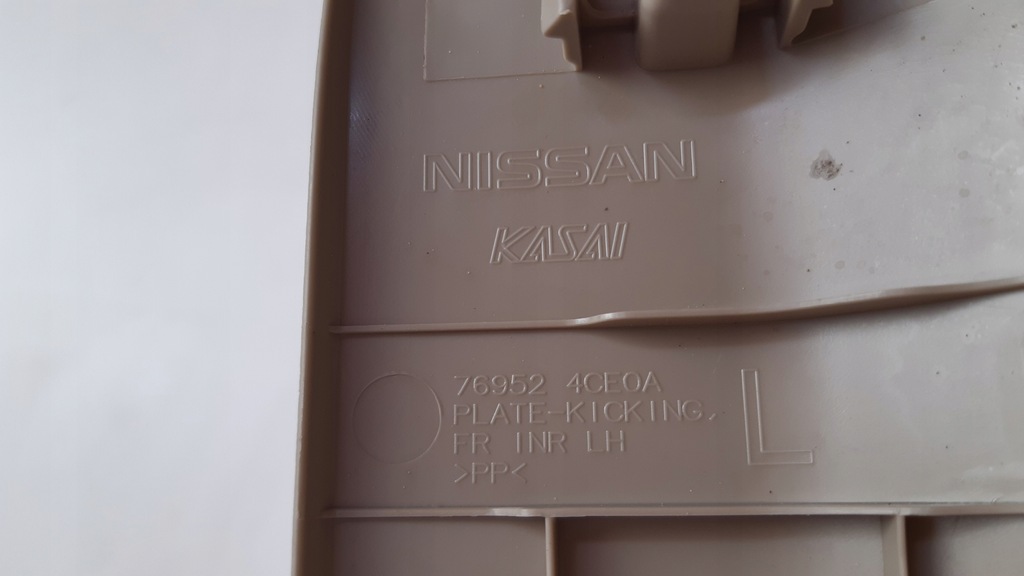 NISSAN
KASAI
76952 4CE0A
PLATE-KICKING,
FR INR LH
>PP<
L